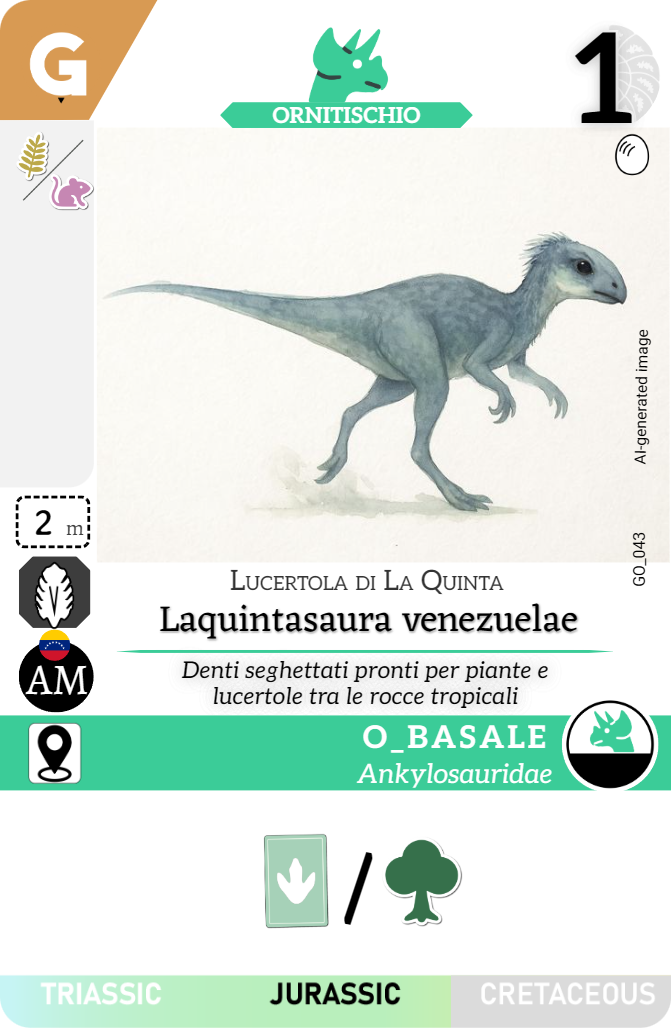 G
ORNITISCHIO
1
AI-generated image
GO_043
2 m
AM
Lucertola di La Quinta
Laquintasaura venezuelae
Denti seghettati pronti per piante e
lucertole tra le rocce tropicali
O_BASALE
Ankylosauridae
/
TRIASSIC JURASSIC CRETACEOUS